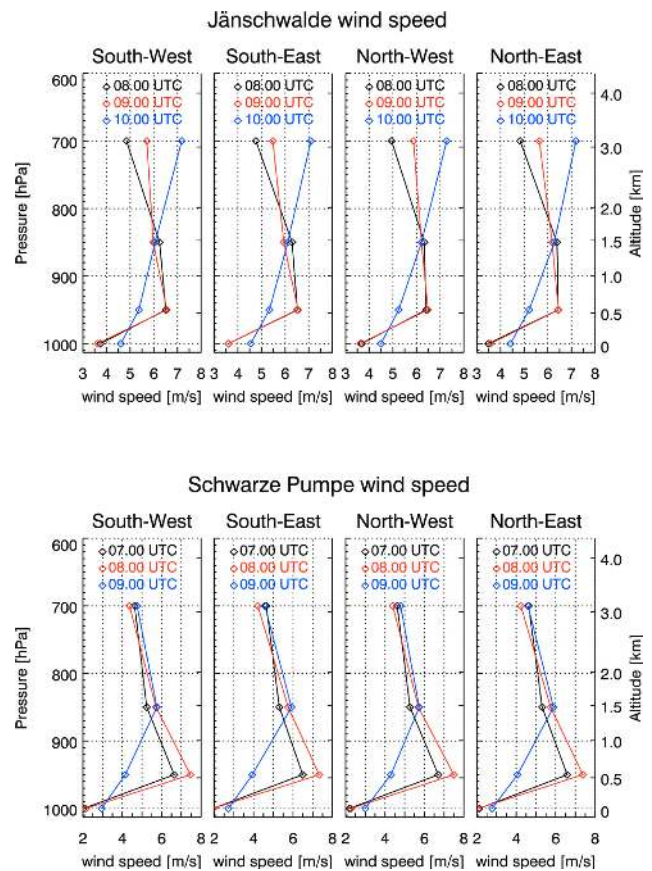 Jänschwalde wind speed
South-West South-East North-West North-East
600
08.00 UTC 08.00 UTC 08.00 UTC 08.00 UTC 4.0
09.00 UTC 09.00 UTC 09.00 UTC 09.00 UTC
10.00 UTC 10.00 UTC 10.00 UTC 10.00 UTC
700 3.0
800 2.0
1.5
900 1.0
0.5
1000 0
Pressure [hPa] Altitude [km]
3 4 5 6 7 8 3 4 5 6 7 8 3 4 5 6 7 8 3 4 5 6 7 8
wind speed [m/s] wind speed [m/s] wind speed [m/s] wind speed [m/s]
Schwarze Pumpe wind speed
South-West South-East North-West North-East
600
07.00 UTC 07.00 UTC 07.00 UTC 07.00 UTC 4.0
08.00 UTC 08.00 UTC 08.00 UTC 08.00 UTC
09.00 UTC 09.00 UTC 09.00 UTC 09.00 UTC
700 3.0
800 2.0
1.5
900 1.0
0.5
1000 0
Pressure [hPa] Altitude [km]
2 4 6 8 2 4 6 8 2 4 6 8 2 4 6 8
wind speed [m/s] wind speed [m/s] wind speed [m/s] wind speed [m/s]